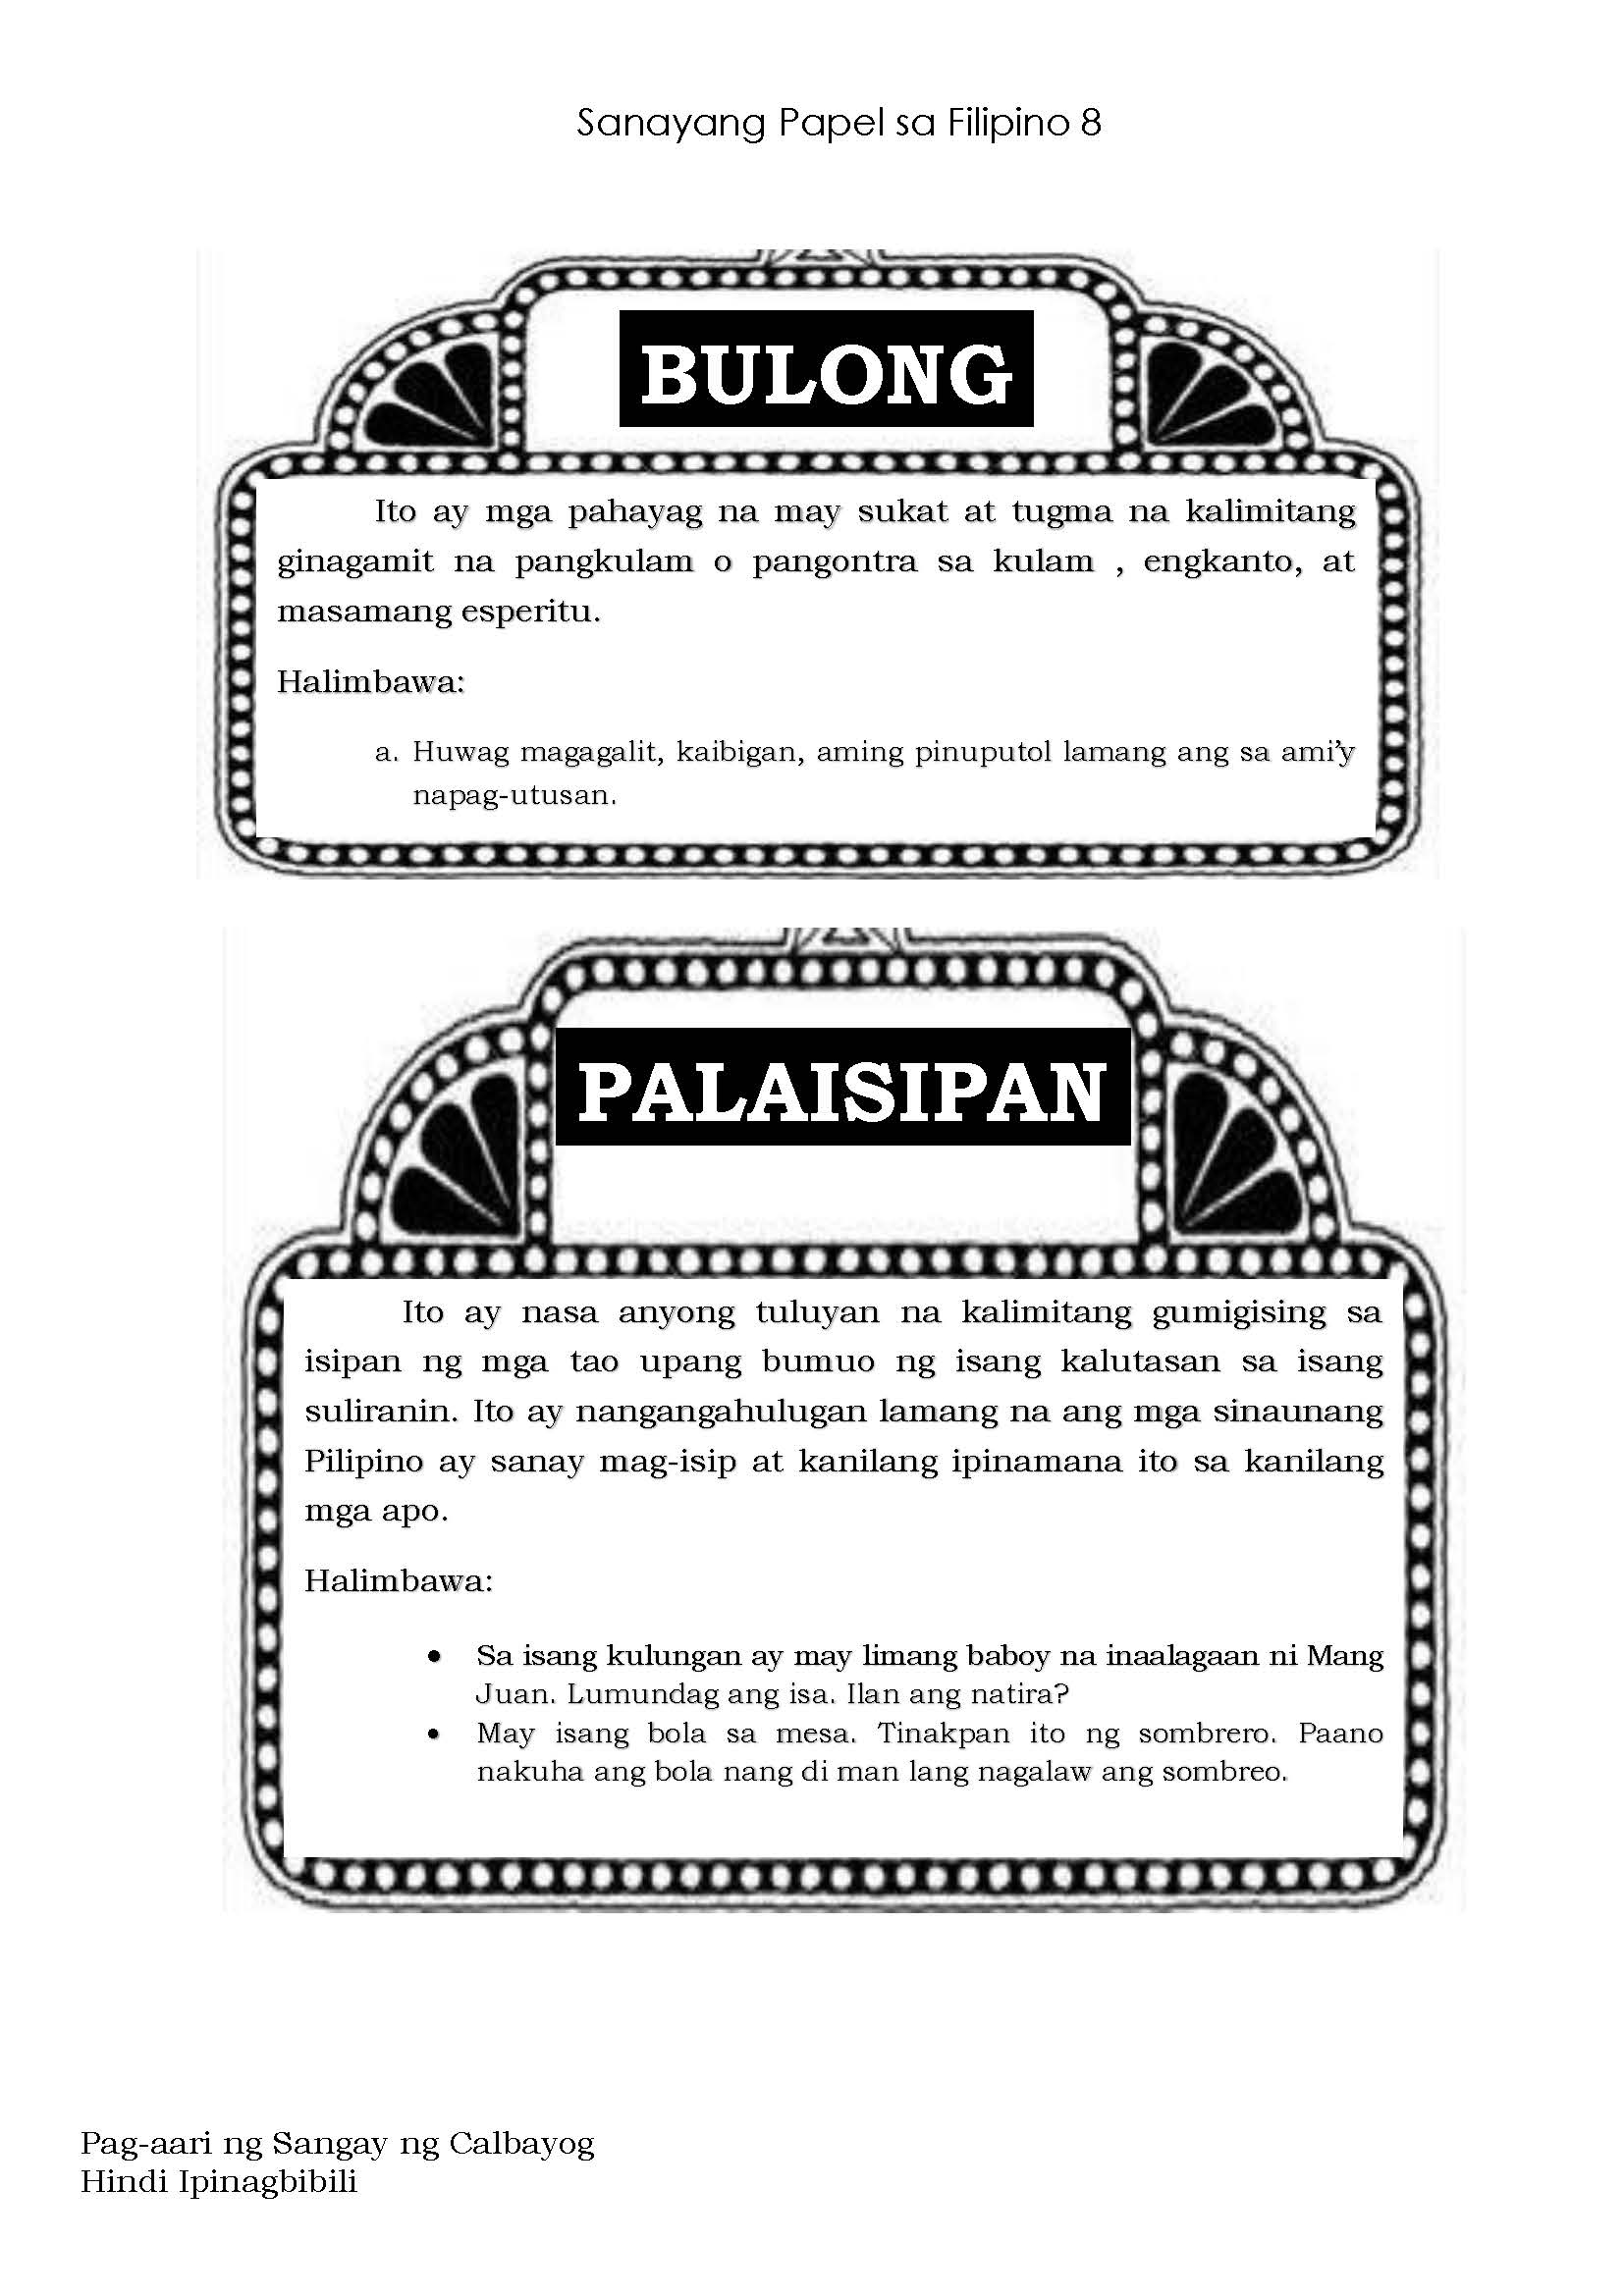 Sanayang Papel sa Filipino 8
BULONG
Ito ay mga pahayag na may sukat at tugma na kalimitang
ginagamit na pangkulam o pangontra sa kulam , engkanto, at
masamang esperitu.
Halimbawa:
a. Huwag magagalit, kaibigan, aming pinuputol lamang ang sa ami’y
napag-utusan.
PALAISIPAN
Ito ay nasa anyong tuluyan na kalimitang gumigising sa
isipan ng mga tao upang bumuo ng isang kalutasan sa isang
suliranin. Ito ay nangangahulugan lamang na ang mga sinaunang
Pilipino ay sanay mag-isip at kanilang ipinamana ito sa kanilang
mga apo.
Halimbawa:
• Sa isang kulungan ay may limang baboy na inaalagaan ni Mang
Juan. Lumundag ang isa. Ilan ang natira?
• May isang bola sa mesa. Tinakpan ito ng sombrero. Paano
nakuha ang bola nang di man lang nagalaw ang sombreo.
Pag-aari ng Sangay ng Calbayog
Hindi Ipinagbibili